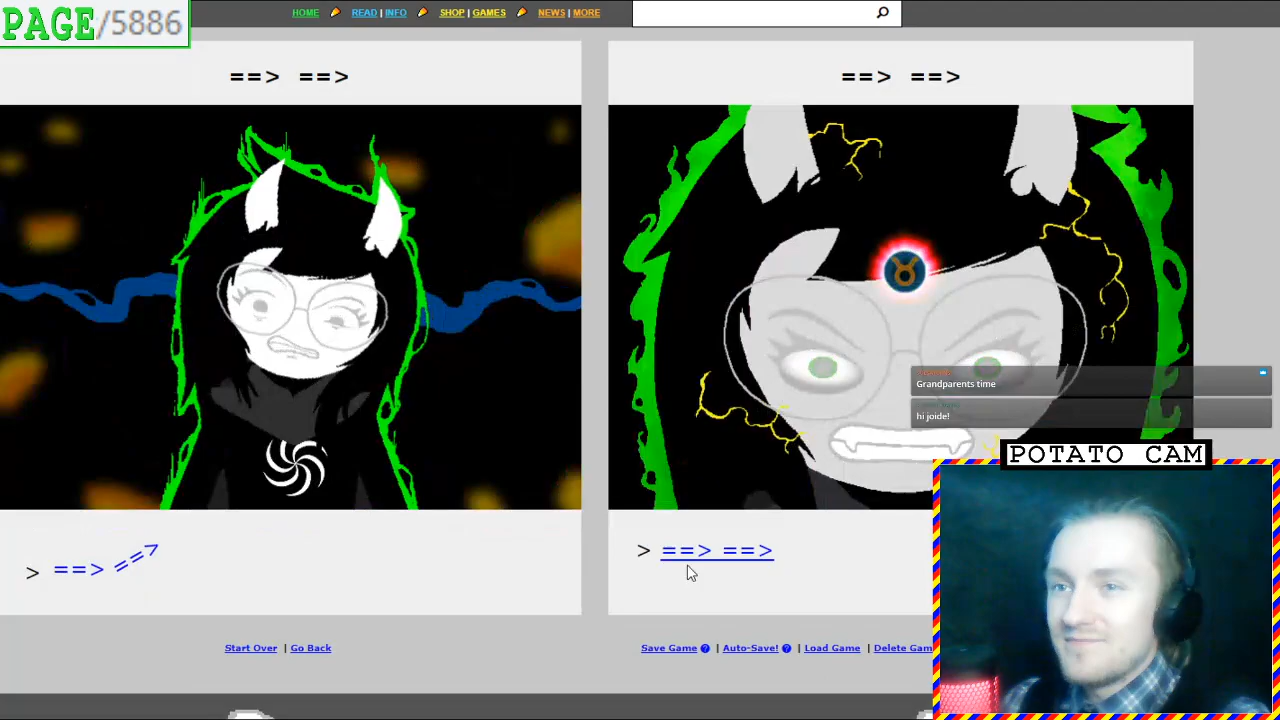 PAGE/5886
HOME READ | INFO SHOP | GAMES NEWS | MORE
==> ==>
==> ==>
Grandparents time
hi joide!
POTATO CAM
> ==> ==>
> ==> ==>
Start Over | Go Back
Save Game ? | Auto-Save! ? | Load Game | Delete Gam